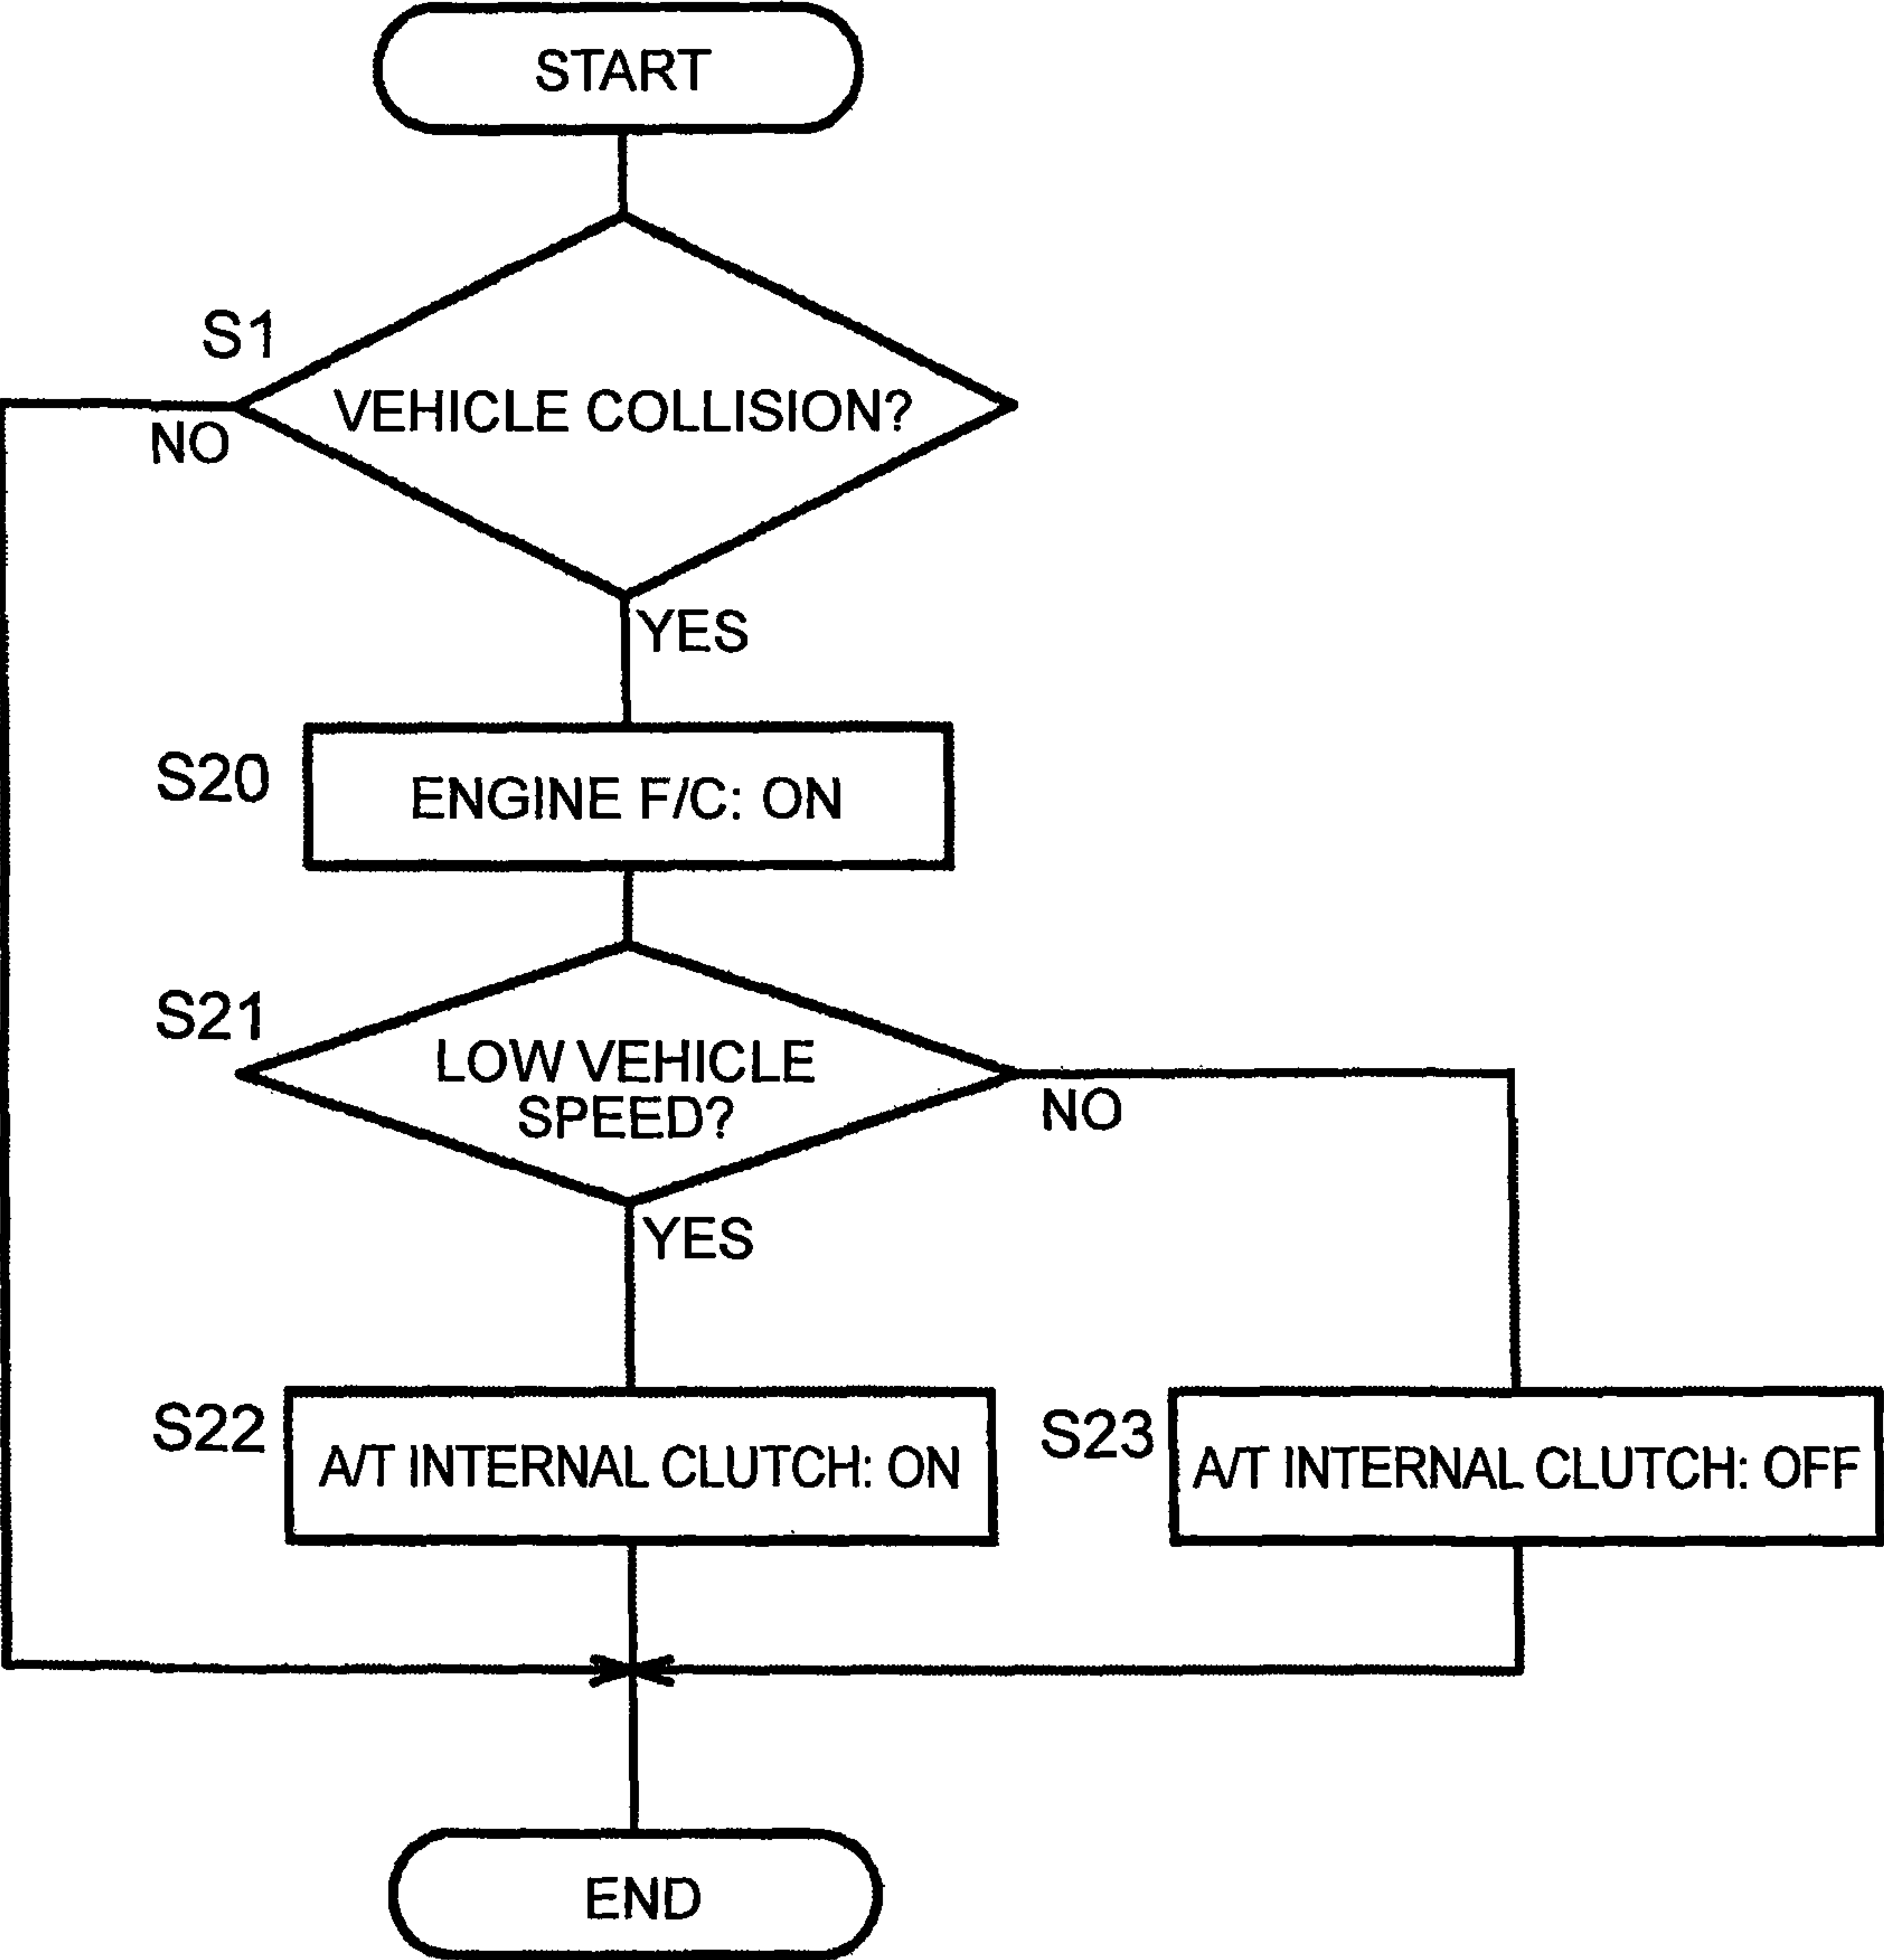 START
S1
VEHICLE COLLISION?
NO
YES
S20
ENGINE F/C: ON
S21
LOW VEHICLE
SPEED?
NO
YES
S22
A/T INTERNAL CLUTCH: ON
S23
A/T INTERNAL CLUTCH: OFF
END